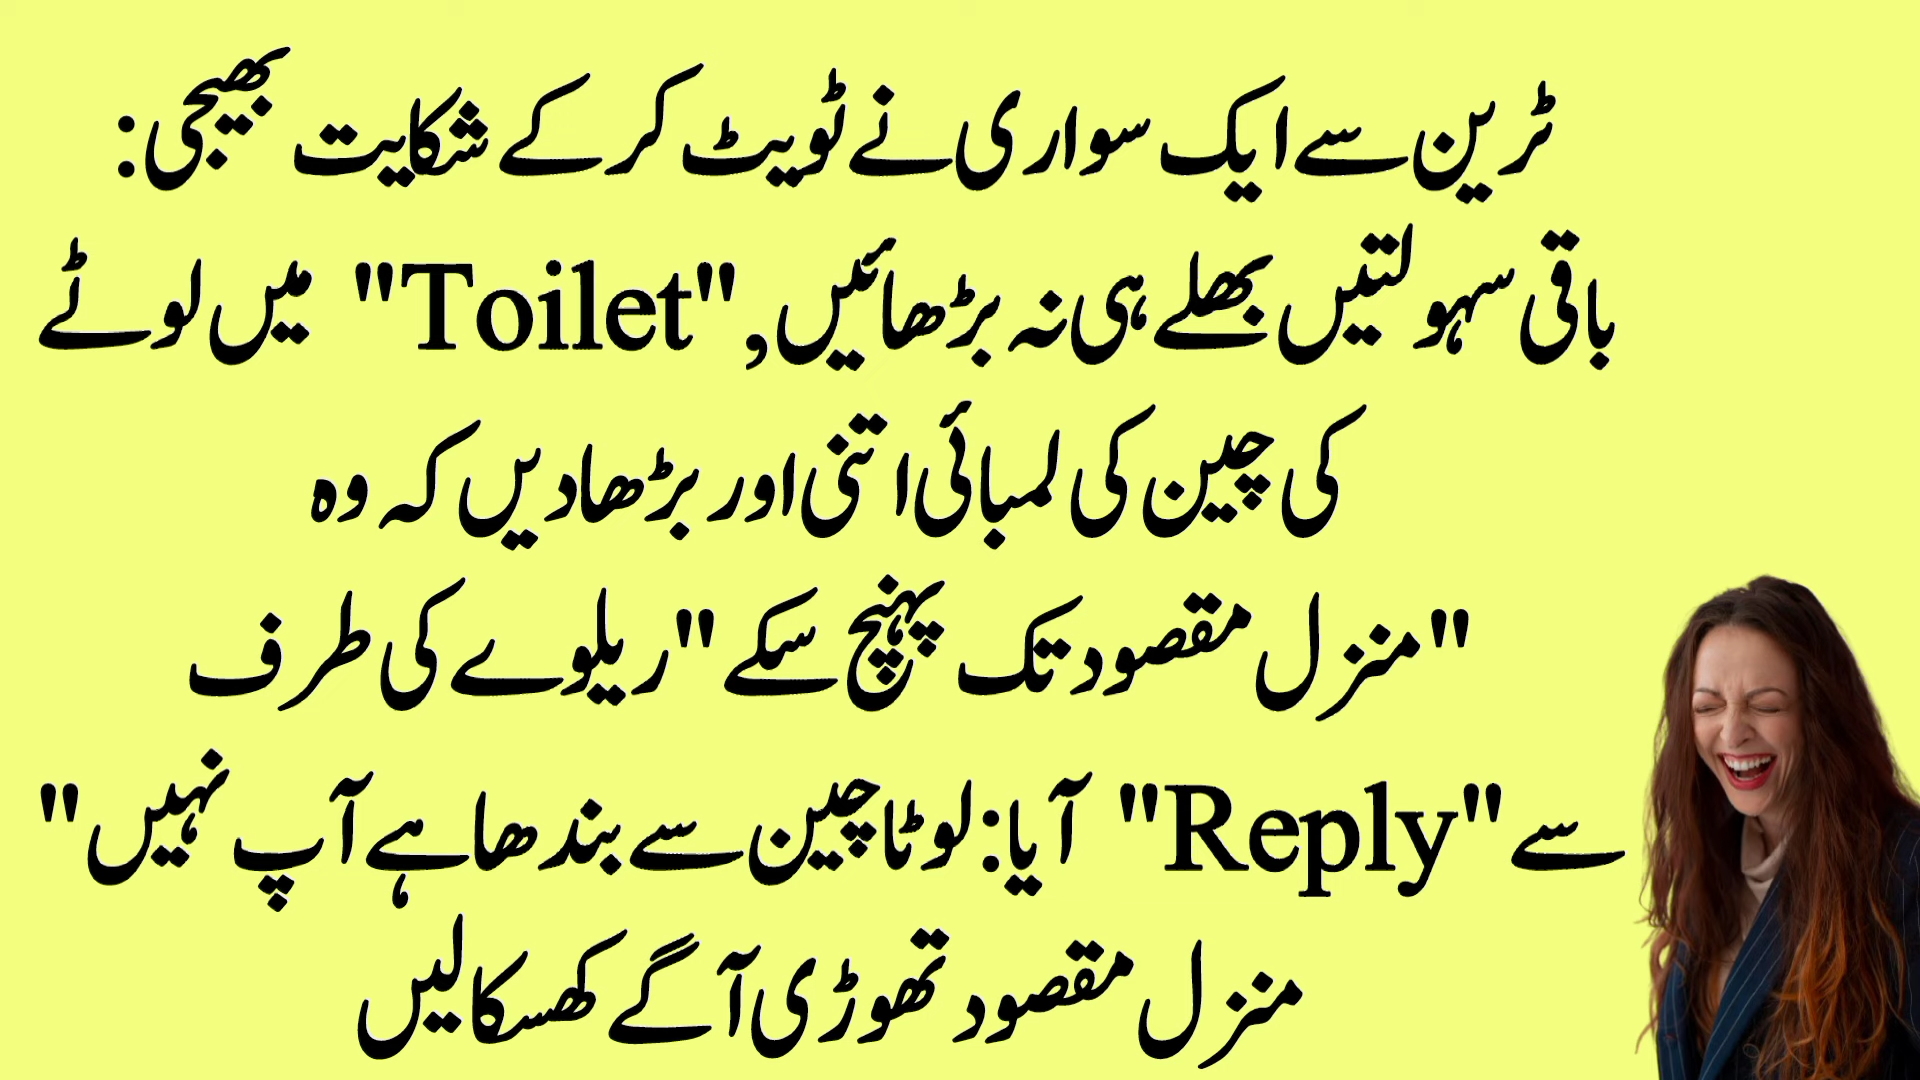 ٹرین سے ایک سواری نے ٹویٹ کر کے شکایت بھیجی:
باقی سہولتیں بھلے ہی نہ بڑھائیں, "Toilet" میں لوٹے
کی چین کی لمبائی اتنی اور بڑھادیں کہ وہ
"منزل مقصود تک پہنچ سکے" ریلوے کی طرف
سے "Reply" آیا: لوٹا چین سے بندھا ہے آپ نہیں"
منزل مقصود تھوڑی آگے کھسکا لیں